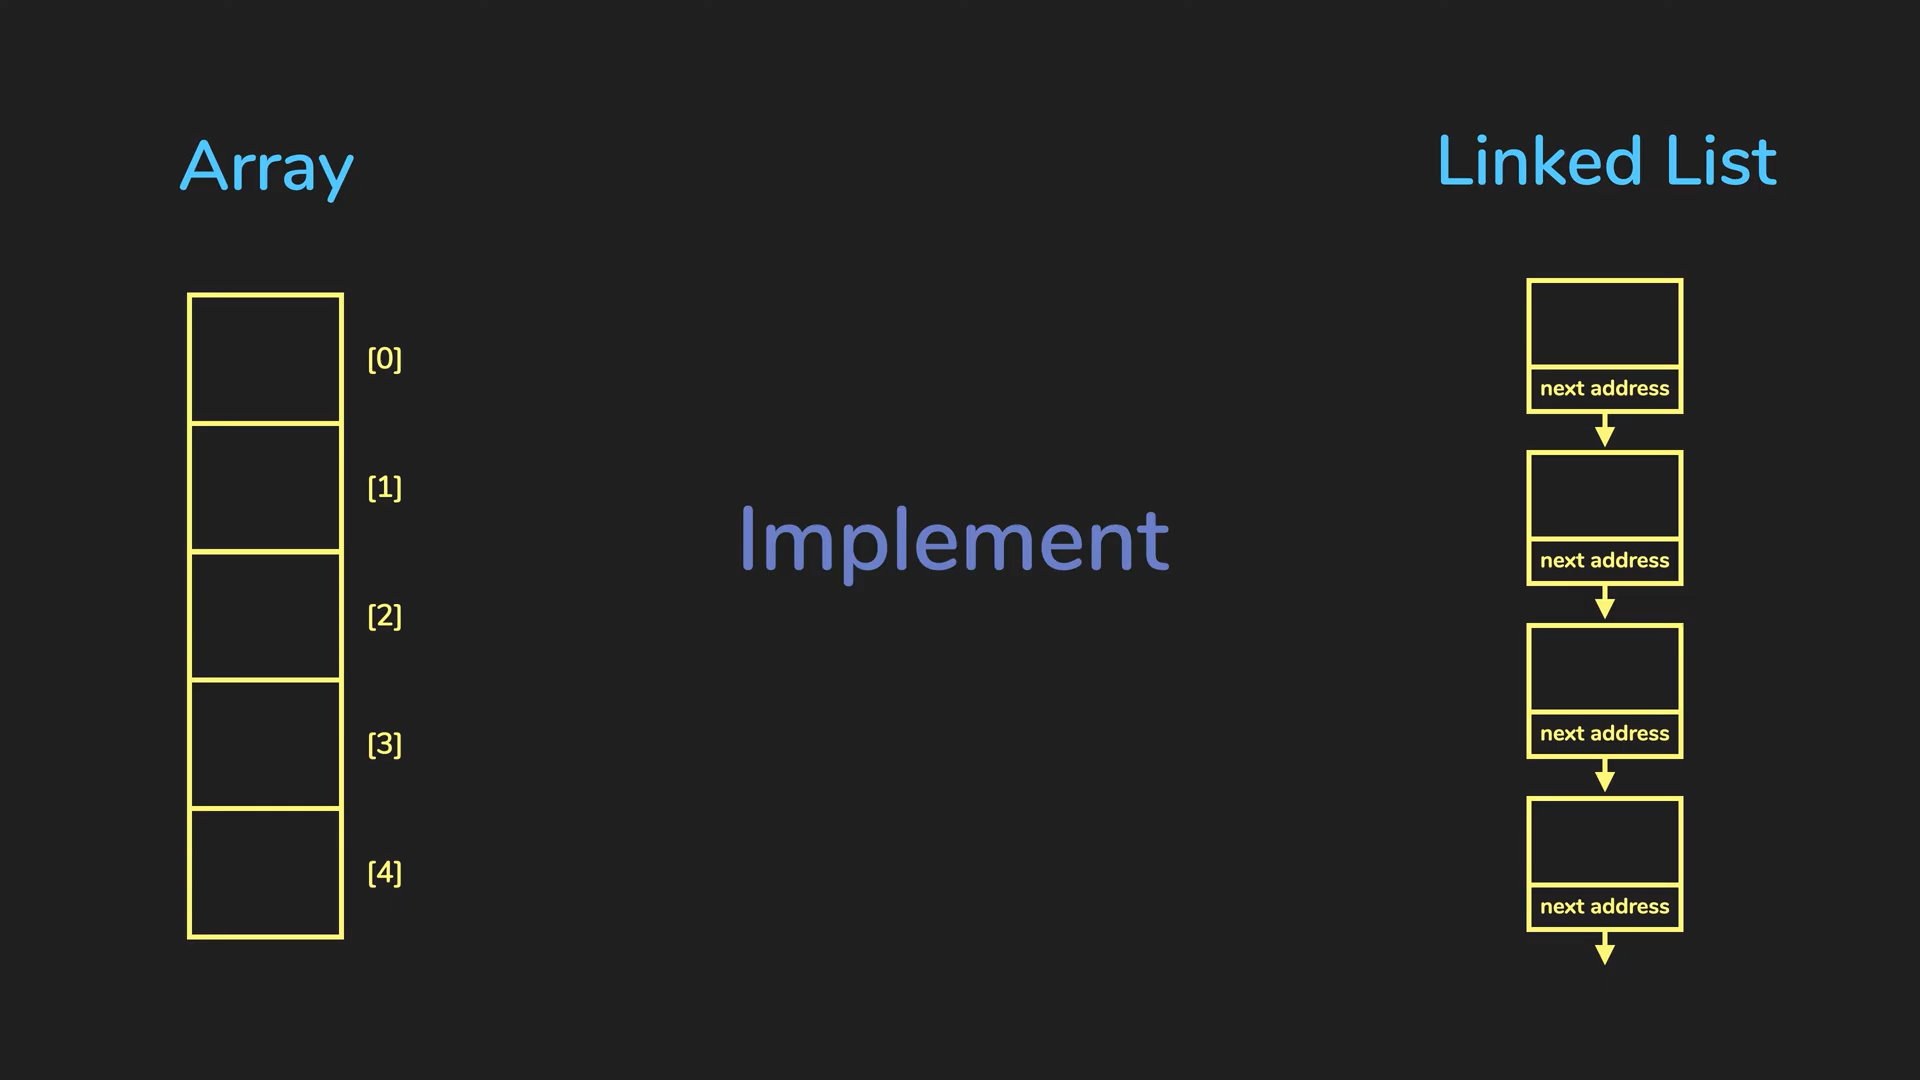 Array
Linked List
[0]
[1]
[2]
[3]
[4]
Implement
next address
next address
next address
next address